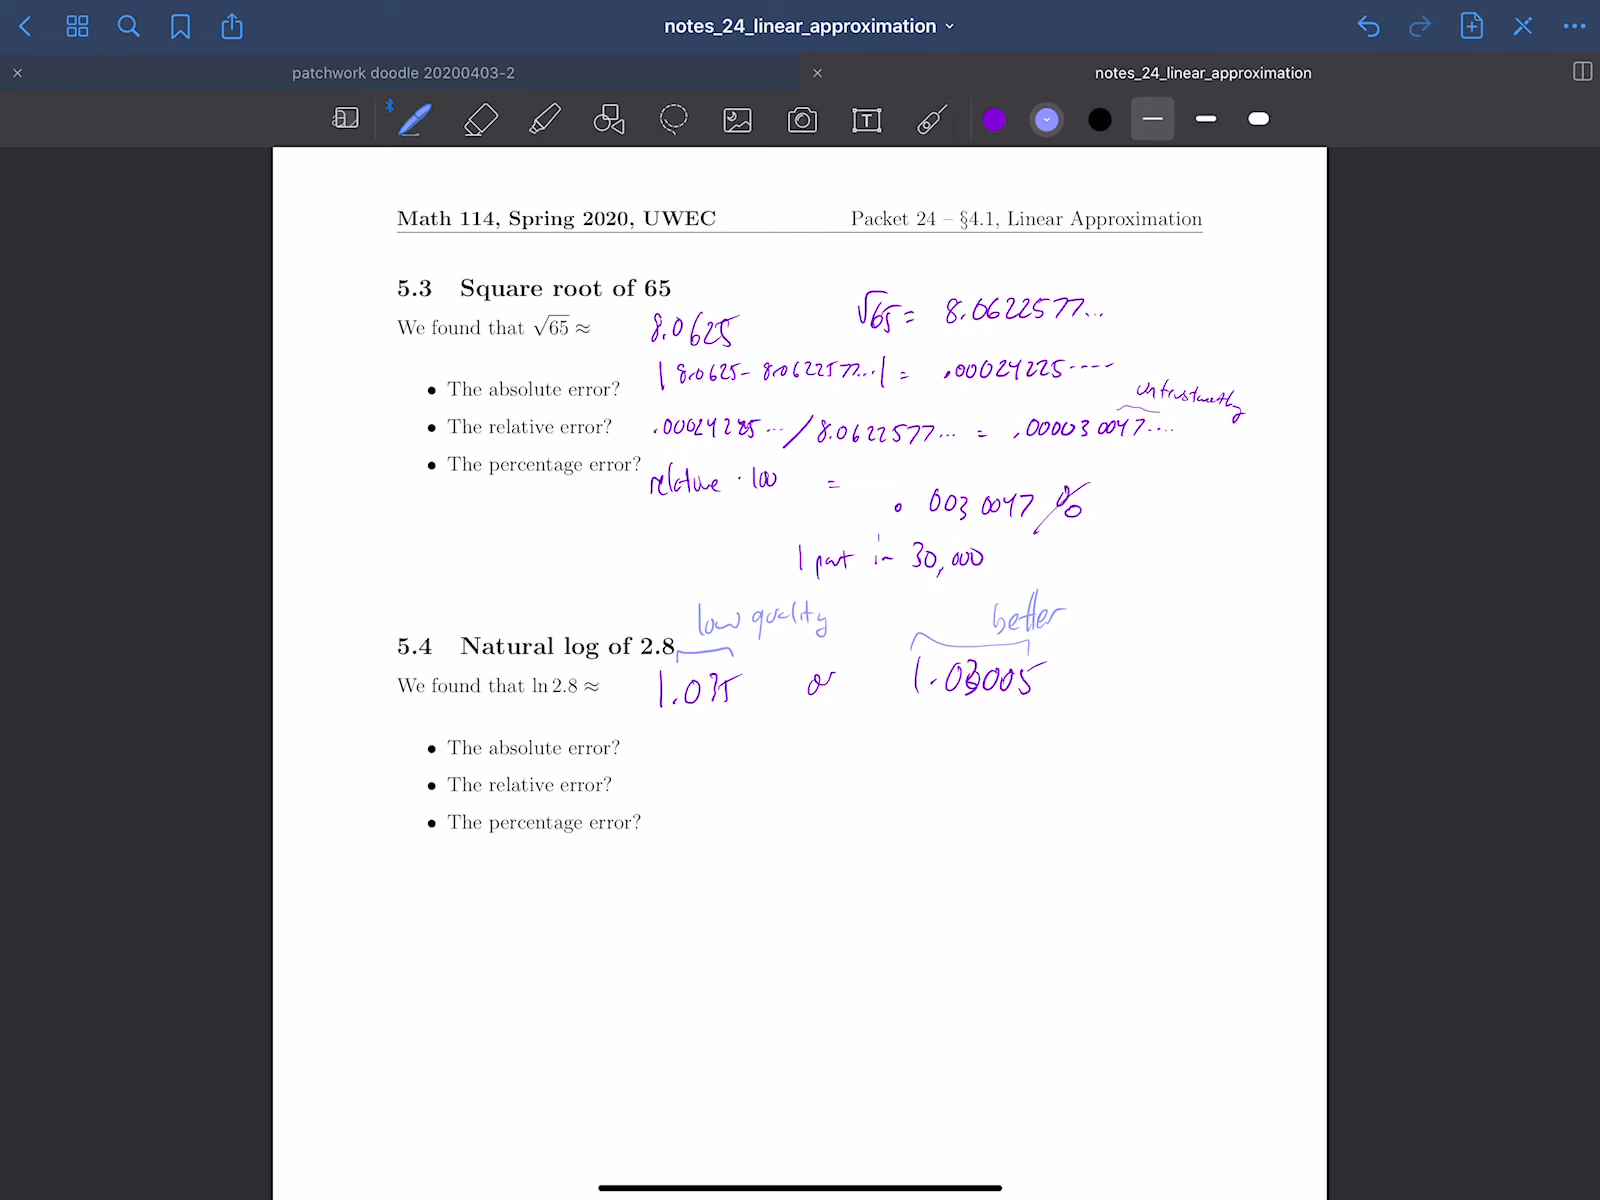 notes_24_linear_approximation
patchwork doodle 20200403-2
notes_24_linear_approximation
Math 114, Spring 2020, UWEC
Packet 24 – §4.1, Linear Approximation
5.3 Square root of 65
√65 = 8.0622577...
We found that √65 ≈ 8.0625
• The absolute error? | 8.0625 - 8.0622577... | = .00024225....
untrustworthy
• The relative error? .00024225... / 8.0622577... = .000030047....
• The percentage error? relative · 100 = .0030047 %
1 part in 30,000
low quality
better
5.4 Natural log of 2.8
We found that ln 2.8 ≈ 1.035 or 1.03005
• The absolute error?
• The relative error?
• The percentage error?